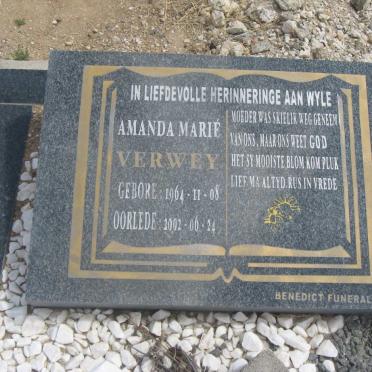 IN LIEFDEVOLLE HERINNERINGE AAN WYLE
AMANDA MARIÉ
VERWEY
GEBORE : 1964 - 11 - 08
OORLEDE : 2002 - 06 - 24
MOEDER WAS SKIELIK WEG GENEEM
VAN ONS, MAAR ONS WEET GOD
HET SY MOOISTE BLOM KOM PLUK
LIEF MA ALTYD. RUS IN VREDE
BENEDICT FUNERAL